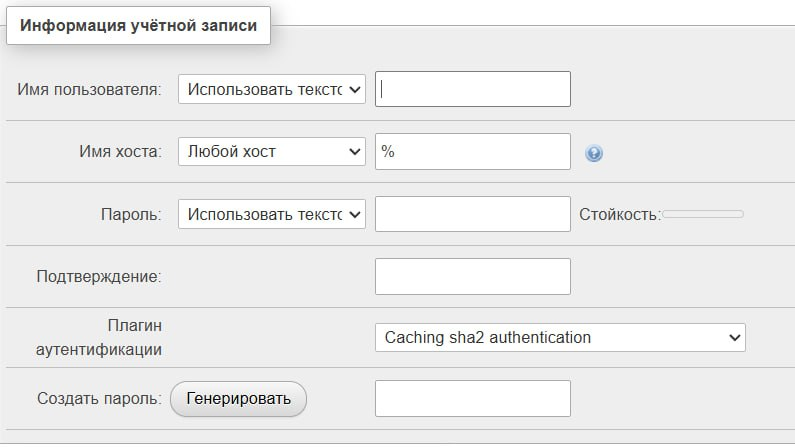 Информация учётной записи
Имя пользователя: Использовать текстс
Имя хоста: Любой хост %
Пароль: Использовать текстс Стойкость:
Подтверждение:
Плагин
аутентификации Caching sha2 authentication
Создать пароль: Генерировать